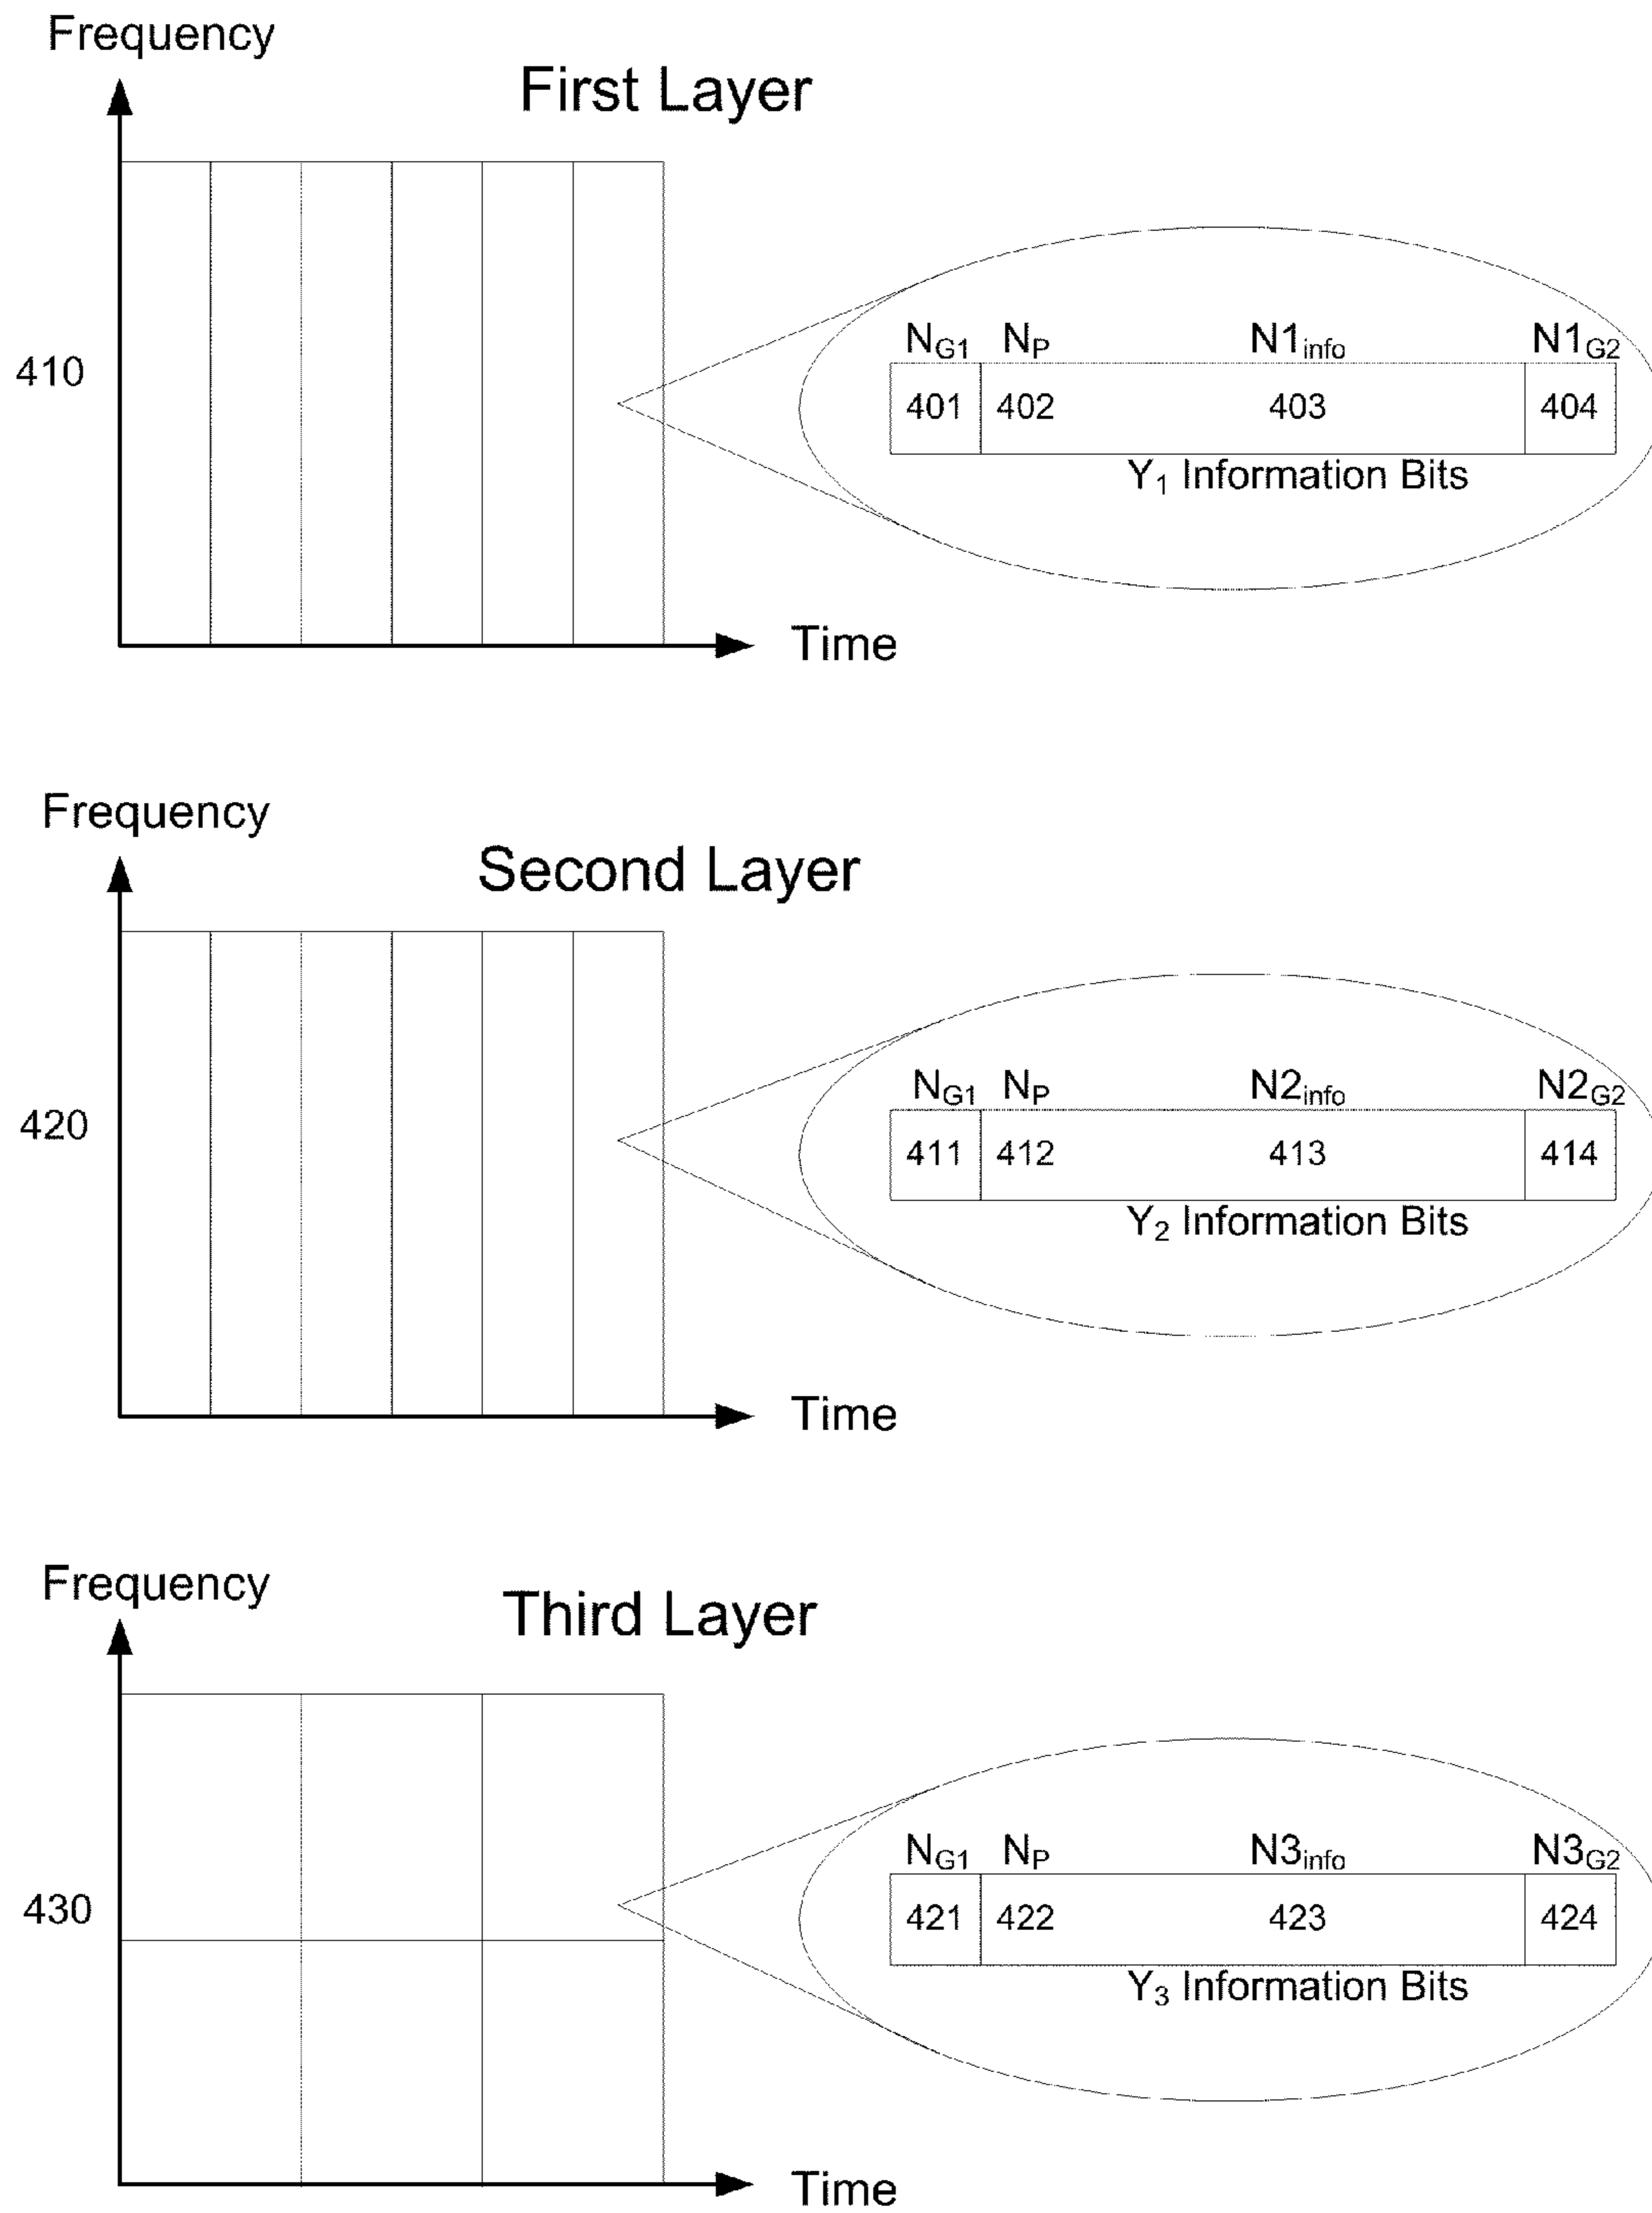 Frequency
First Layer
410
N_G1 N_P N1_info N1_G2
401 402 403 404
Y_1 Information Bits
Time
Frequency
Second Layer
420
N_G1 N_P N2_info N2_G2
411 412 413 414
Y_2 Information Bits
Time
Frequency
Third Layer
430
N_G1 N_P N3_info N3_G2
421 422 423 424
Y_3 Information Bits
Time